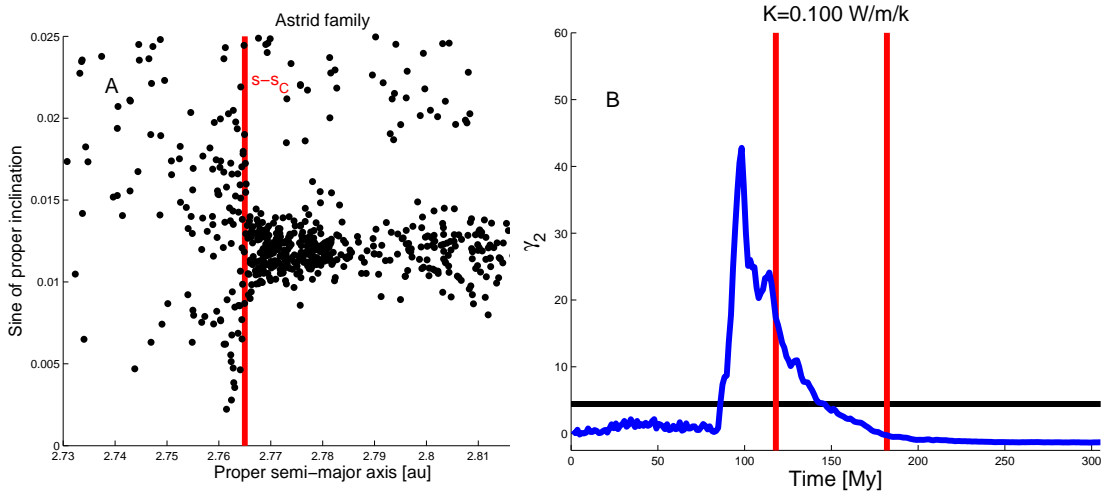 Astrid family
A
s−s_C
Sine of proper inclination
0.025
0.02
0.015
0.01
0.005
0
2.73 2.74 2.75 2.76 2.77 2.78 2.79 2.8 2.81
Proper semi−major axis [au]
K=0.100 W/m/k
B
γ_2
60
50
40
30
20
10
0
0 50 100 150 200 250 300
Time [My]